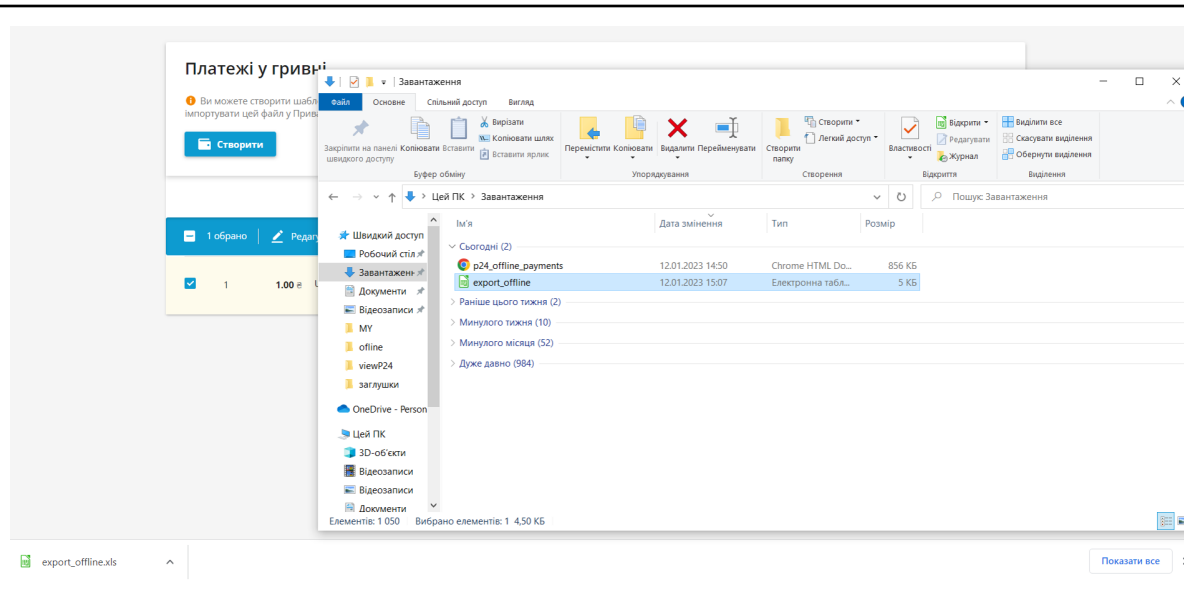 Платежі у гривні
Ви можете створити шабл
імпортувати цей файл у Прива
Створити
1 обрано
Редагу
1
1.00 ₴
Завантаження
Файл
Основне
Спільний доступ
Вигляд
Закріпити на панелі швидкого доступу
Копіювати
Вставити
Вирізати
Копіювати шлях
Вставити ярлик
Буфер обміну
Перемістити
Копіювати
Видалити
Перейменувати
Упорядкування
Створити папку
Створити
Легкий доступ
Створення
Властивості
Відкрити
Редагувати
Журнал
Відкриття
Виділити все
Скасувати виділення
Обернути виділення
Виділення
Цей ПК > Завантаження
Пошук: Завантаження
Ім'я
Дата змінення
Тип
Розмір
Швидкий доступ
Робочий стіл
Завантажен
Документи
Відеозаписи
MY
ofline
viewP24
заглушки
OneDrive - Person
Цей ПК
3D-об'єкти
Відеозаписи
Відеозаписи
Документи
Сьогодні (2)
p24_offline_payments 12.01.2023 14:50 Chrome HTML Do... 856 КБ
export_offline 12.01.2023 15:07 Електронна табл... 5 КБ
Раніше цього тижня (2)
Минулого тижня (10)
Минулого місяця (52)
Дуже давно (984)
Елементів: 1 050 Вибрано елементів: 1 4,50 КБ
export_offline.xls
Показати все